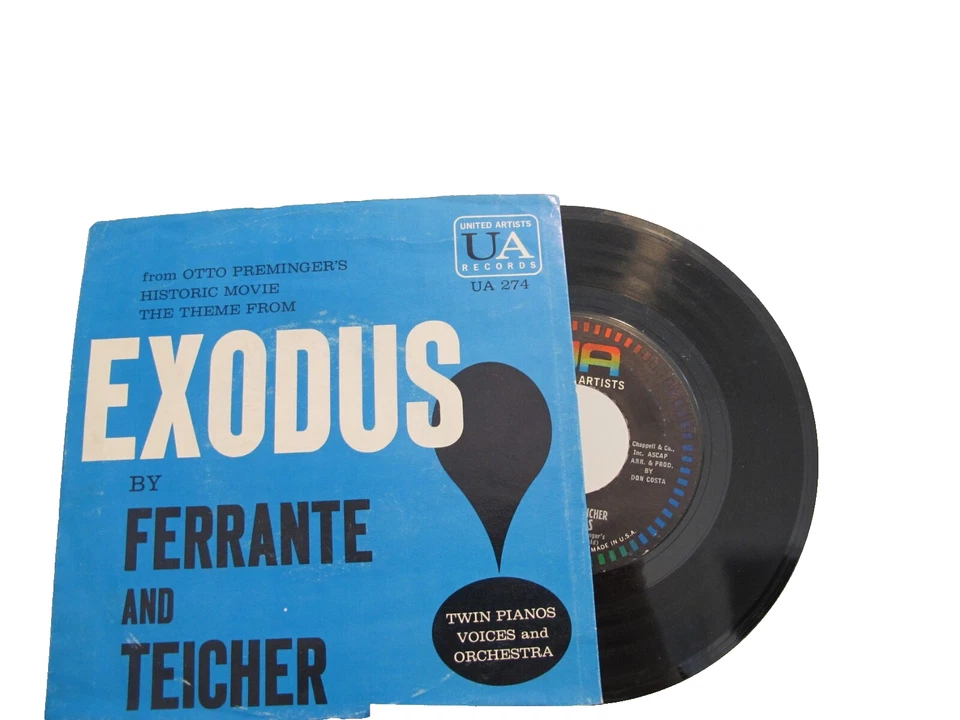 UNITED ARTISTS
UA
RECORDS
UA 274
from OTTO PREMINGER'S
HISTORIC MOVIE
THE THEME FROM
EXODUS
BY
FERRANTE
AND
TEICHER
TWIN PIANOS
VOICES and
ORCHESTRA
UA
ARTISTS
Chappell & Co.,
Inc. ASCAP
ARR. & PROD.
BY
DON COSTA
MADE IN U.S.A.